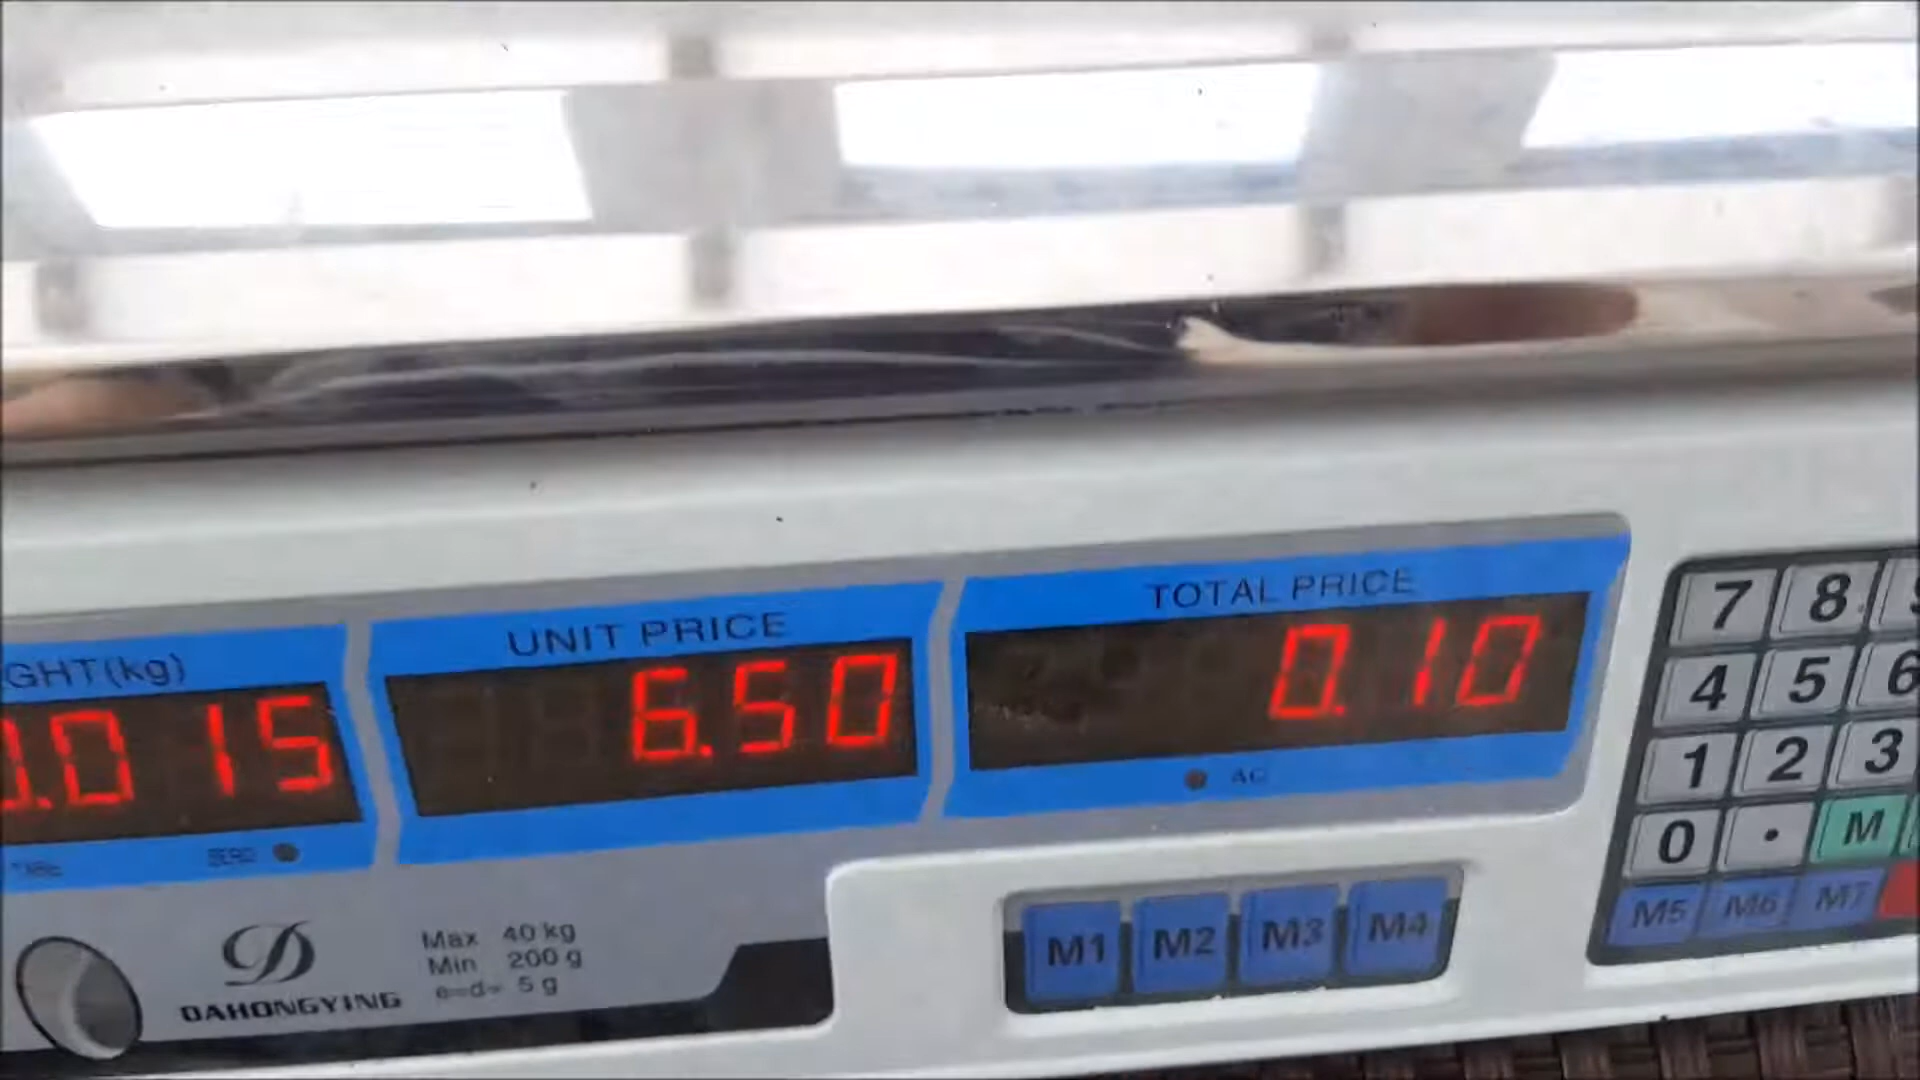 GHT(kg)
UNIT PRICE
TOTAL PRICE
0.015
6.50
0.10
ZERO
AC
DAHONGYING
Max 40 kg
Min 200 g
e=d= 5 g
M1 M2 M3 M4
7 8
4 5 6
1 2 3
0 . M
M5 M6 M7